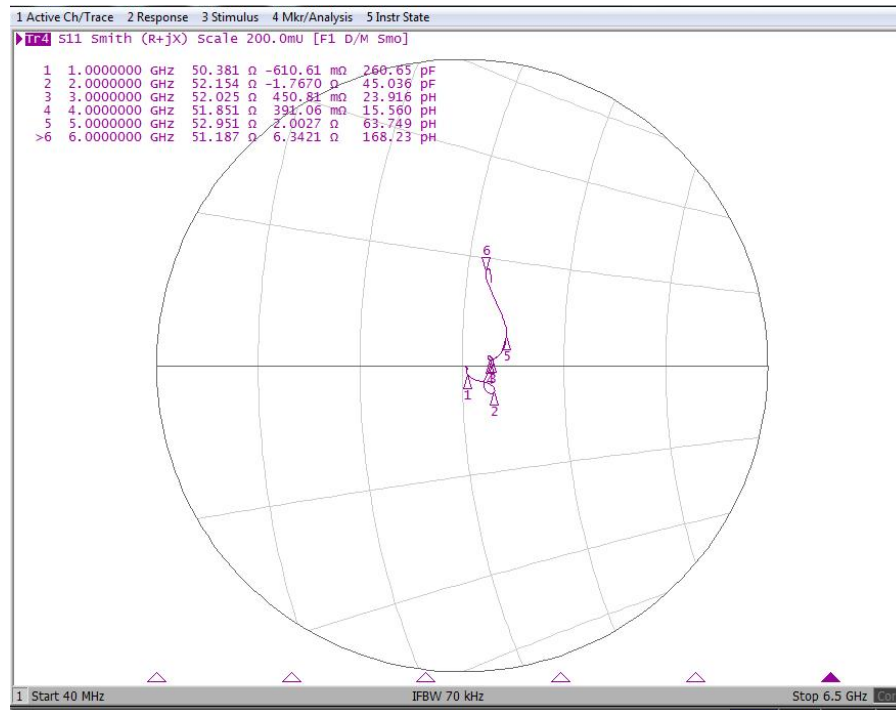 1 Active Ch/Trace 2 Response 3 Stimulus 4 Mkr/Analysis 5 Instr State
Tr4 S11 Smith (R+jX) Scale 200.0mU [F1 D/M Smo]
1 1.0000000 GHz 50.381 Ω -610.61 mΩ 260.65 pF
2 2.0000000 GHz 52.154 Ω -1.7670 Ω 45.036 pF
3 3.0000000 GHz 52.025 Ω 450.81 mΩ 23.916 pH
4 4.0000000 GHz 51.851 Ω 391.06 mΩ 15.560 pH
5 5.0000000 GHz 52.951 Ω 2.0027 Ω 63.749 pH
>6 6.0000000 GHz 51.187 Ω 6.3421 Ω 168.23 pH
6
5
1
2
1 Start 40 MHz IFBW 70 kHz Stop 6.5 GHz